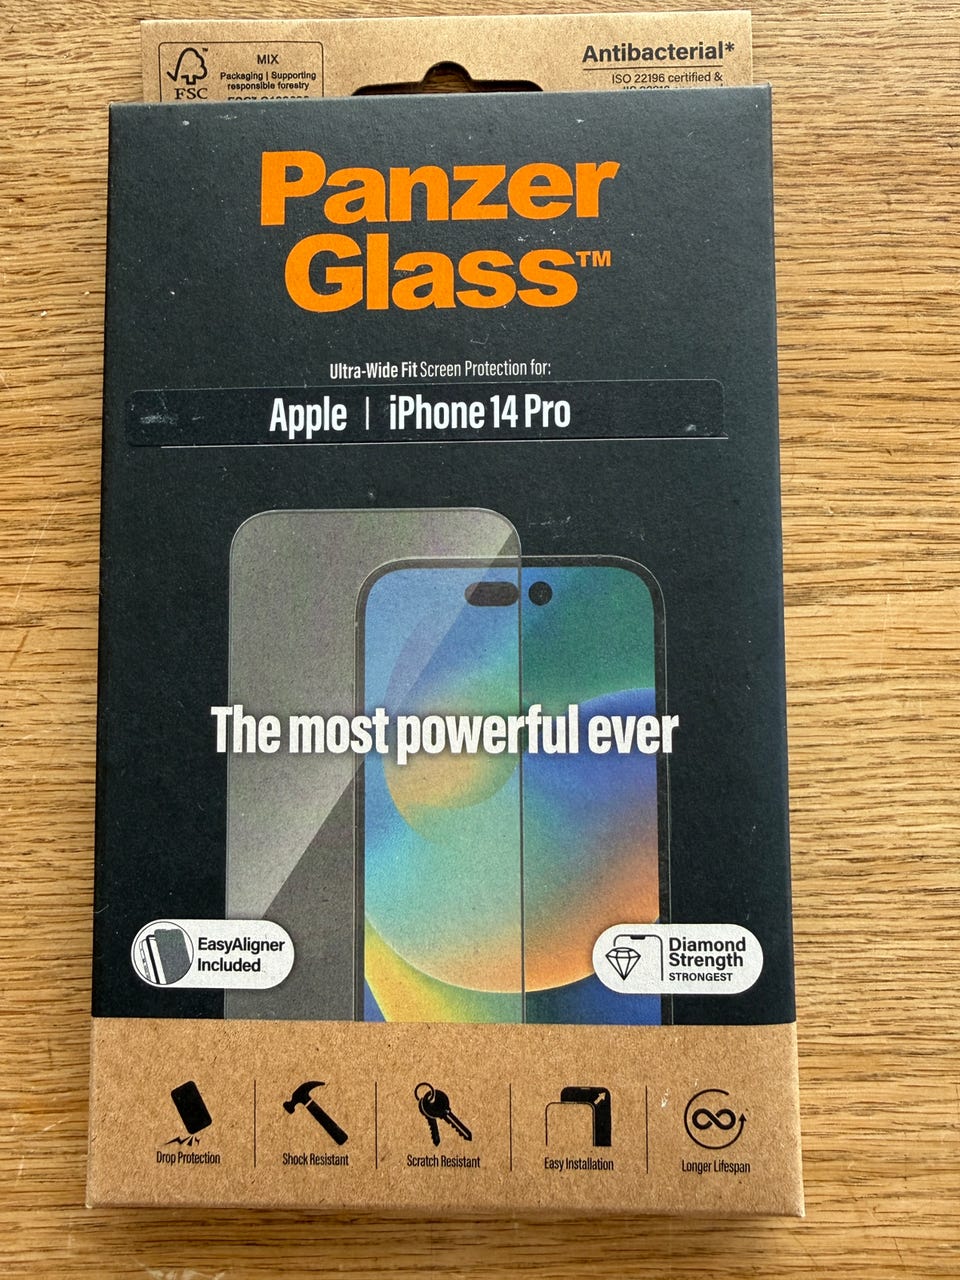 FSC
MIX
Packaging | Supporting
responsible forestry
Antibacterial*
ISO 22196 certified &
Panzer
Glass™
Ultra-Wide Fit Screen Protection for:
Apple | iPhone 14 Pro
The most powerful ever
EasyAligner
Included
Diamond
Strength
STRONGEST
Drop Protection
Shock Resistant
Scratch Resistant
Easy Installation
Longer Lifespan